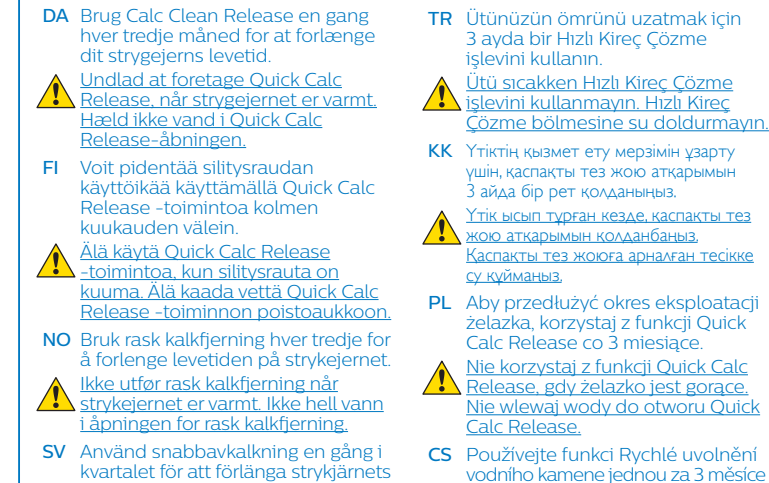 DA Brug Calc Clean Release en gang
hver tredje måned for at forlænge
dit strygejerns levetid.
Undlad at foretage Quick Calc
Release, når strygejernet er varmt.
Hæld ikke vand i Quick Calc
Release-åbningen.
FI Voit pidentää silitysraudan
käyttöikää käyttämällä Quick Calc
Release -toimintoa kolmen
kuukauden välein.
Älä käytä Quick Calc Release
-toimintoa, kun silitysrauta on
kuuma. Älä kaada vettä Quick Calc
Release -toiminnon poistoaukkoon.
NO Bruk rask kalkfjerning hver tredje for
å forlenge levetiden på strykejernet.
Ikke utfør rask kalkfjerning når
strykejernet er varmt. Ikke hell vann
i åpningen for rask kalkfjerning.
SV Använd snabbavkalkning en gång i
kvartalet för att förlänga strykjärnets
TR Ütünüzün ömrünü uzatmak için
3 ayda bir Hızlı Kireç Çözme
işlevini kullanın.
Ütü sıcakken Hızlı Kireç Çözme
işlevini kullanmayın. Hızlı Kireç
Çözme bölmesine su doldurmayın.
KK Үтіктің қызмет ету мерзімін ұзарту
үшін, қаспақты тез жою атқарымын
3 айда бір рет қолданыңыз.
Үтік ысып тұрған кезде, қаспақты тез
жою атқарымын қолданбаңыз.
Қаспақты тез жоюға арналған тесікке
су құймаңыз.
PL Aby przedłużyć okres eksploatacji
żelazka, korzystaj z funkcji Quick
Calc Release co 3 miesiące.
Nie korzystaj z funkcji Quick Calc
Release, gdy żelazko jest gorące.
Nie wlewaj wody do otworu Quick
Calc Release.
CS Používejte funkci Rychlé uvolnění
vodního kamene jednou za 3 měsíce